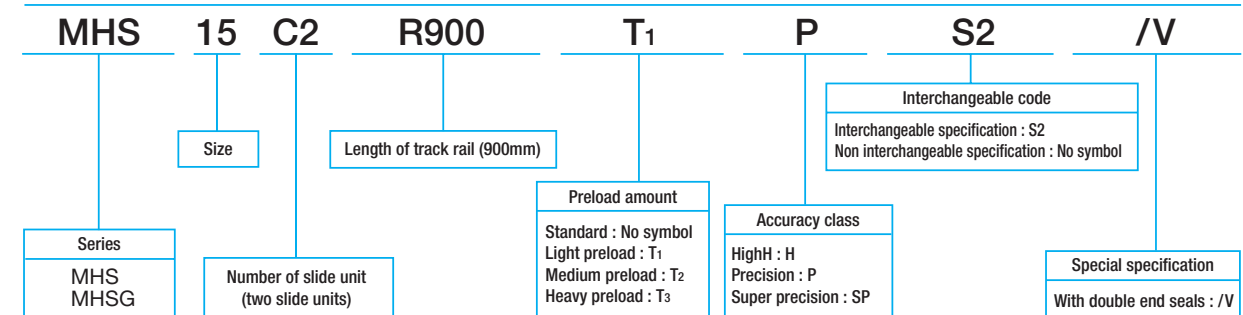 MHS 15 C2 R900 T1 P S2 /V
Interchangeable code
Interchangeable specification : S2
Non interchangeable specification : No symbol
Size
Length of track rail (900mm)
Preload amount
Standard : No symbol
Light preload : T1
Medium preload : T2
Heavy preload : T3
Accuracy class
HighH : H
Precision : P
Super precision : SP
Series
MHS
MHSG
Number of slide unit
(two slide units)
Special specification
With double end seals : /V